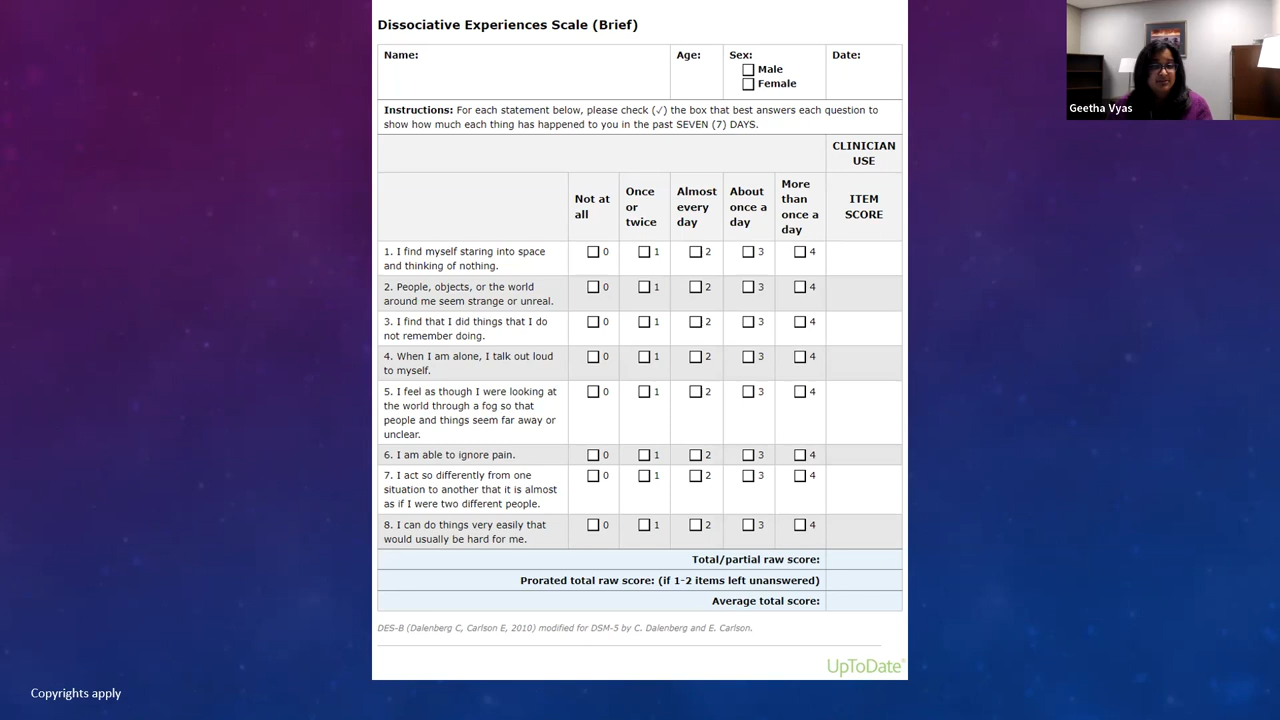 Dissociative Experiences Scale (Brief)
Name:
Age:
Sex:
Male
Female
Date:
Instructions: For each statement below, please check (✓) the box that best answers each question to
show how much each thing has happened to you in the past SEVEN (7) DAYS.
CLINICIAN
USE
Not at
all
Once
or
twice
Almost
every
day
About
once a
day
More
than
once a
day
ITEM
SCORE
1. I find myself staring into space
and thinking of nothing.
0 1 2 3 4
2. People, objects, or the world
around me seem strange or unreal.
0 1 2 3 4
3. I find that I did things that I do
not remember doing.
0 1 2 3 4
4. When I am alone, I talk out loud
to myself.
0 1 2 3 4
5. I feel as though I were looking at
the world through a fog so that
people and things seem far away or
unclear.
0 1 2 3 4
6. I am able to ignore pain.
0 1 2 3 4
7. I act so differently from one
situation to another that it is almost
as if I were two different people.
0 1 2 3 4
8. I can do things very easily that
would usually be hard for me.
0 1 2 3 4
Total/partial raw score:
Prorated total raw score: (if 1-2 items left unanswered)
Average total score:
DES-B (Dalenberg C, Carlson E, 2010) modified for DSM-5 by C. Dalenberg and E. Carlson.
UpToDate®
Copyrights apply
Geetha Vyas